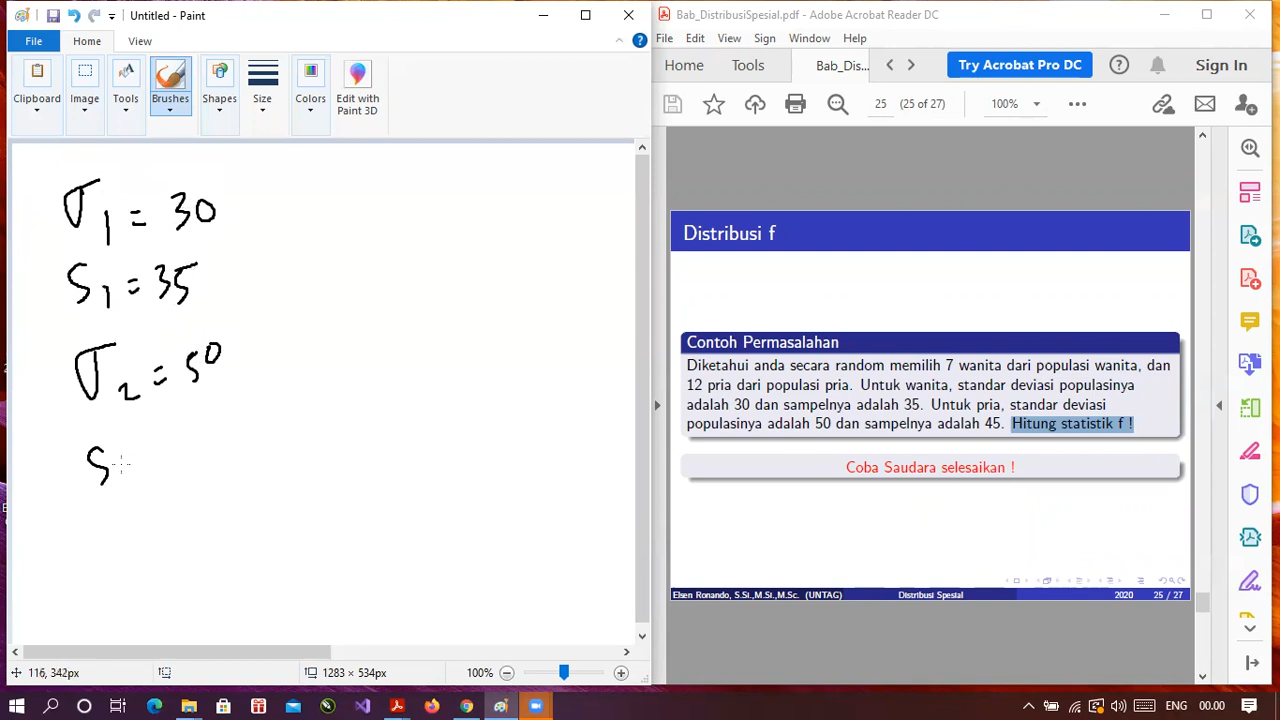 Untitled - Paint
File Home View
Clipboard Image Tools Brushes Shapes Size Colors Edit with Paint 3D
σ1 = 30
S1 = 35
σ2 = 50
S
116, 342px
1283 × 534px
100%
Bab_DistribusiSpesial.pdf - Adobe Acrobat Reader DC
File Edit View Sign Window Help
Home Tools Bab_Dis... Try Acrobat Pro DC Sign In
25 (25 of 27) 100%
Distribusi f
Contoh Permasalahan
Diketahui anda secara random memilih 7 wanita dari populasi wanita, dan
12 pria dari populasi pria. Untuk wanita, standar deviasi populasinya
adalah 30 dan sampelnya adalah 35. Untuk pria, standar deviasi
populasinya adalah 50 dan sampelnya adalah 45. Hitung statistik f !
Coba Saudara selesaikan !
Elsen Ronando, S.Si.,M.Si.,M.Sc. (UNTAG) Distribusi Spesial 2020 25 / 27
ENG 00.00